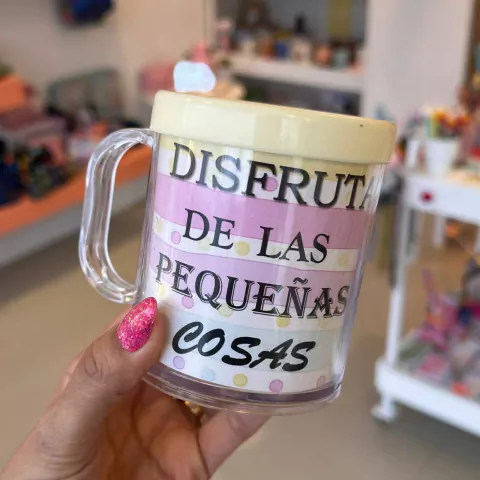 DISFRUTA
DE LAS
PEQUEÑAS
COSAS